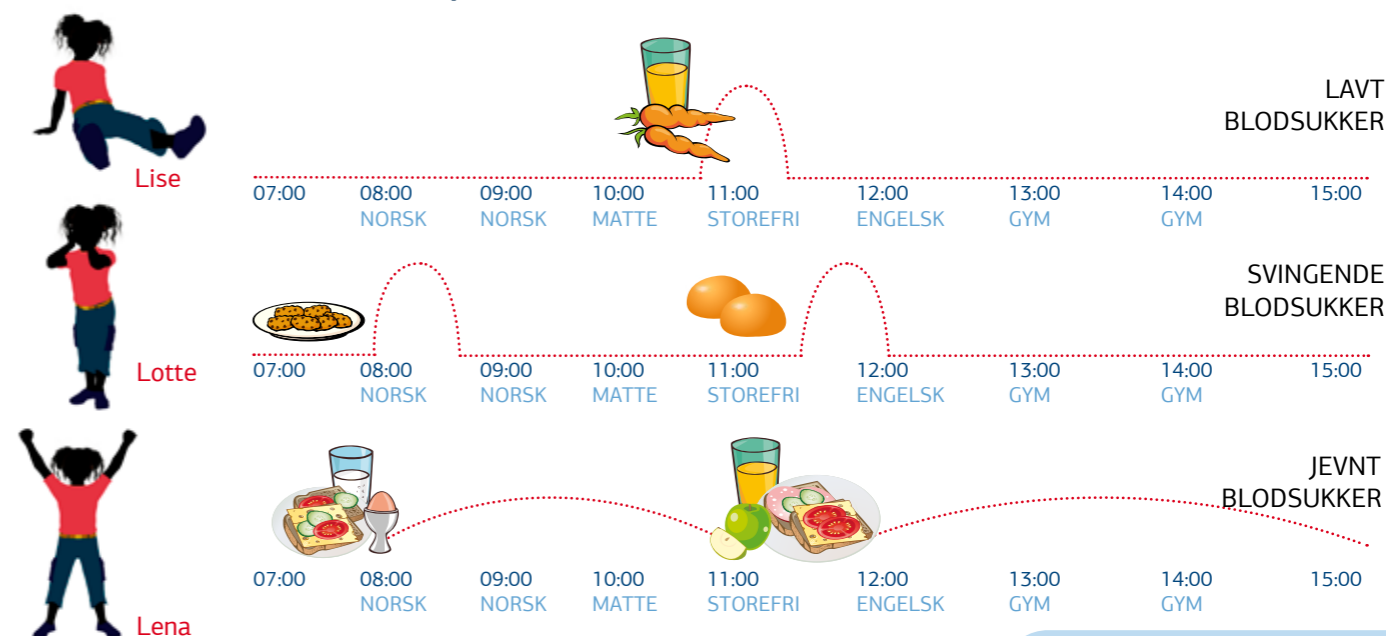 LAVT
BLODSUKKER
Lise
07:00 08:00 09:00 10:00 11:00 12:00 13:00 14:00 15:00
NORSK NORSK MATTE STOREFRI ENGELSK GYM GYM
SVINGENDE
BLODSUKKER
Lotte
07:00 08:00 09:00 10:00 11:00 12:00 13:00 14:00 15:00
NORSK NORSK MATTE STOREFRI ENGELSK GYM GYM
JEVNT
BLODSUKKER
07:00 08:00 09:00 10:00 11:00 12:00 13:00 14:00 15:00
NORSK NORSK MATTE STOREFRI ENGELSK GYM GYM
Lena